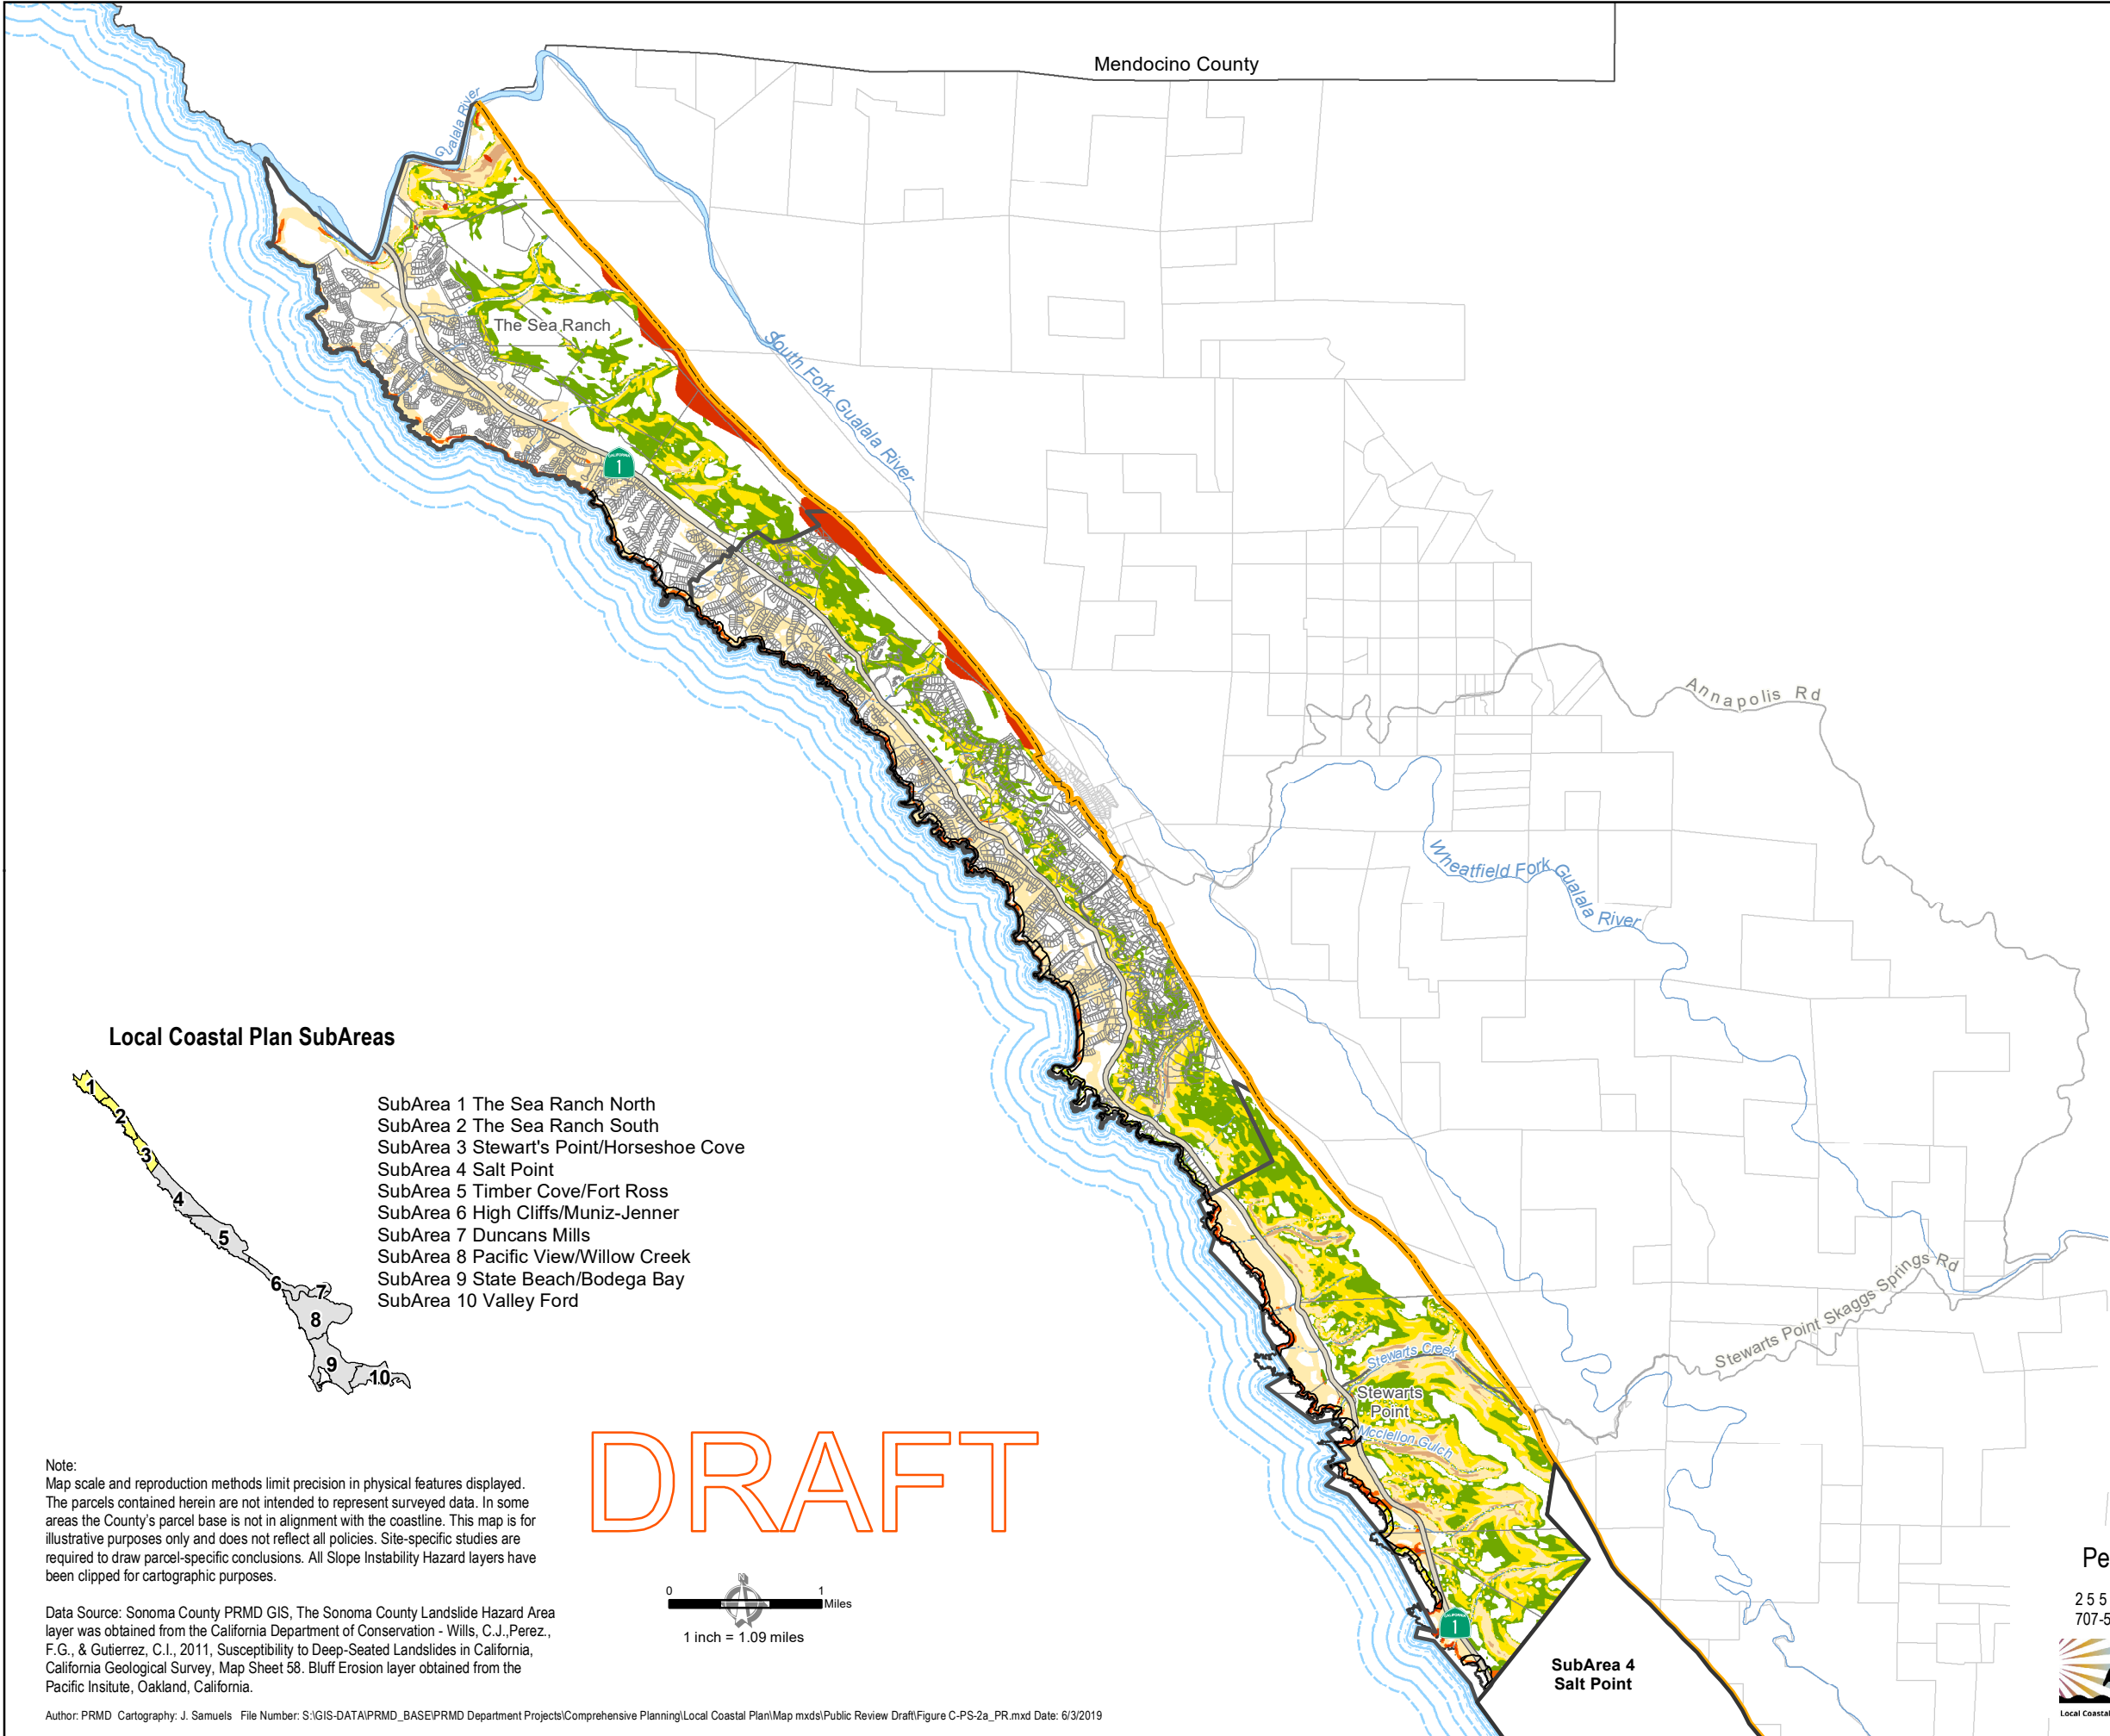 Mendocino County
Gualala River
The Sea Ranch
South Fork Gualala River
CALIFORNIA
1
Annapolis Rd
Wheatfield Fork Gualala River
Local Coastal Plan SubAreas
1
2
3
4
5
6
7
8
9
10
SubArea 1 The Sea Ranch North
SubArea 2 The Sea Ranch South
SubArea 3 Stewart's Point/Horseshoe Cove
SubArea 4 Salt Point
SubArea 5 Timber Cove/Fort Ross
SubArea 6 High Cliffs/Muniz-Jenner
SubArea 7 Duncans Mills
SubArea 8 Pacific View/Willow Creek
SubArea 9 State Beach/Bodega Bay
SubArea 10 Valley Ford
Stewarts Point Skaggs Springs Rd
Stewarts Creek
Stewarts
Point
Mcclellon Gulch
DRAFT
Note:
Map scale and reproduction methods limit precision in physical features displayed.
The parcels contained herein are not intended to represent surveyed data. In some
areas the County's parcel base is not in alignment with the coastline. This map is for
illustrative purposes only and does not reflect all policies. Site-specific studies are
required to draw parcel-specific conclusions. All Slope Instability Hazard layers have
been clipped for cartographic purposes.
Data Source: Sonoma County PRMD GIS, The Sonoma County Landslide Hazard Area
layer was obtained from the California Department of Conservation - Wills, C.J.,Perez.,
F.G., & Gutierrez, C.I., 2011, Susceptibility to Deep-Seated Landslides in California,
California Geological Survey, Map Sheet 58. Bluff Erosion layer obtained from the
Pacific Insitute, Oakland, California.
N
0 1
Miles
1 inch = 1.09 miles
CALIFORNIA
1
SubArea 4
Salt Point
Pe
2 5 5
707-5
Local Coastal
Author: PRMD Cartography: J. Samuels File Number: S:\GIS-DATA\PRMD_BASE\PRMD Department Projects\Comprehensive Planning\Local Coastal Plan\Map mxds\Public Review Draft\Figure C-PS-2a_PR.mxd Date: 6/3/2019